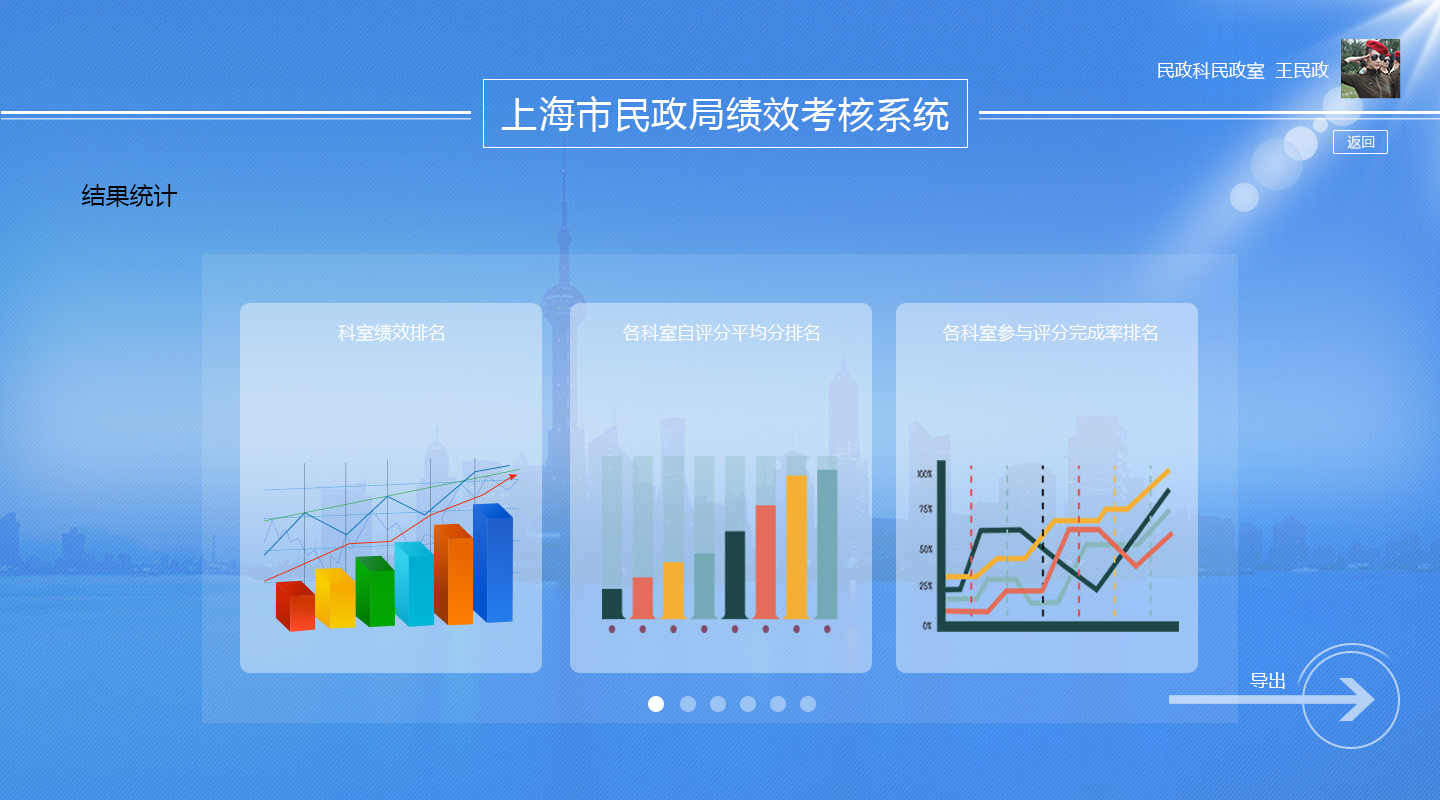 民政科民政室 王民政
上海市民政局绩效考核系统
返回
结果统计
科室绩效排名
各科室自评分平均分排名
各科室参与评分完成率排名
100%
75%
50%
25%
0%
导出